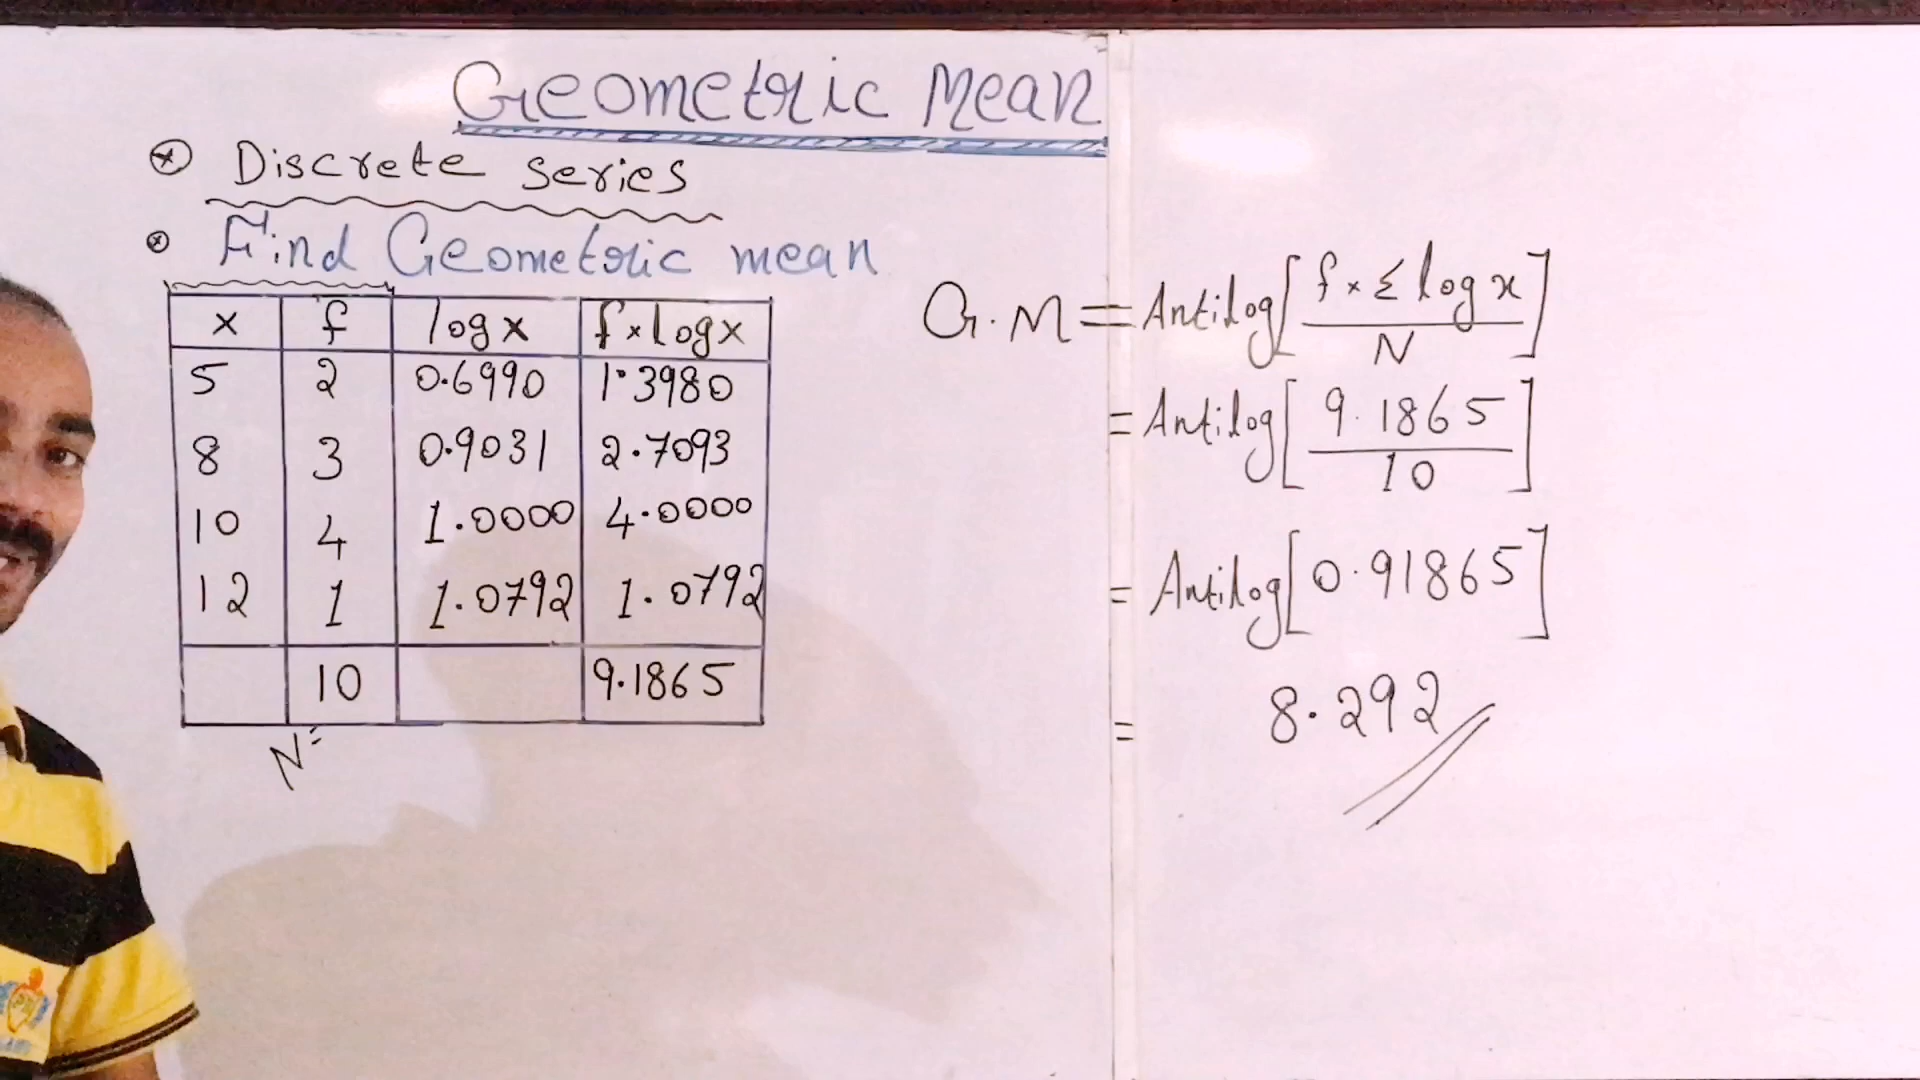 Geometric Mean
Discrete series
Find Geometric mean
x f log x f × log x
5 2 0.6990 1.3980
8 3 0.9031 2.7093
10 4 1.0000 4.0000
12 1 1.0792 1.0792
10 9.1865
N=
G.M = Antilog[f × Σ log x / N]
= Antilog[9.1865 / 10]
= Antilog[0.91865]
= 8.292